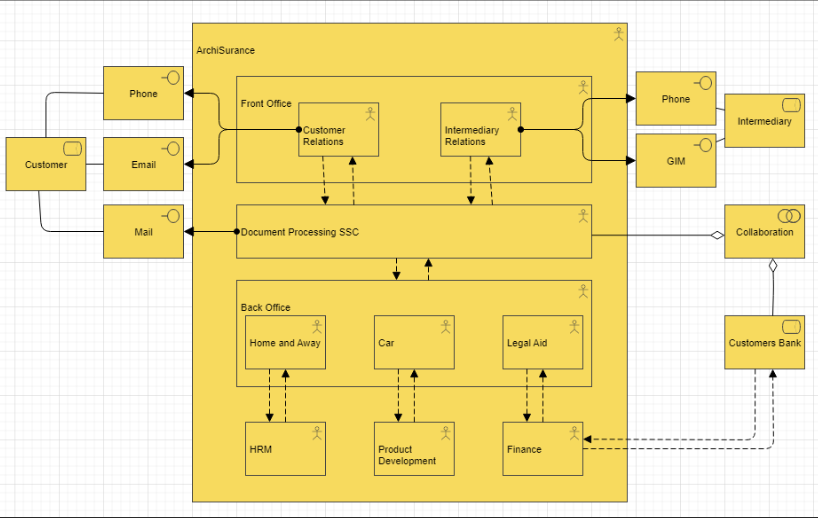 ArchiSurance
Phone
Front Office
Phone
Customer
Relations
Intermediary
Relations
Intermediary
Customer
Email
GIM
Mail
Document Processing SSC
Collaboration
Back Office
Home and Away
Car
Legal Aid
Customers Bank
HRM
Product
Development
Finance